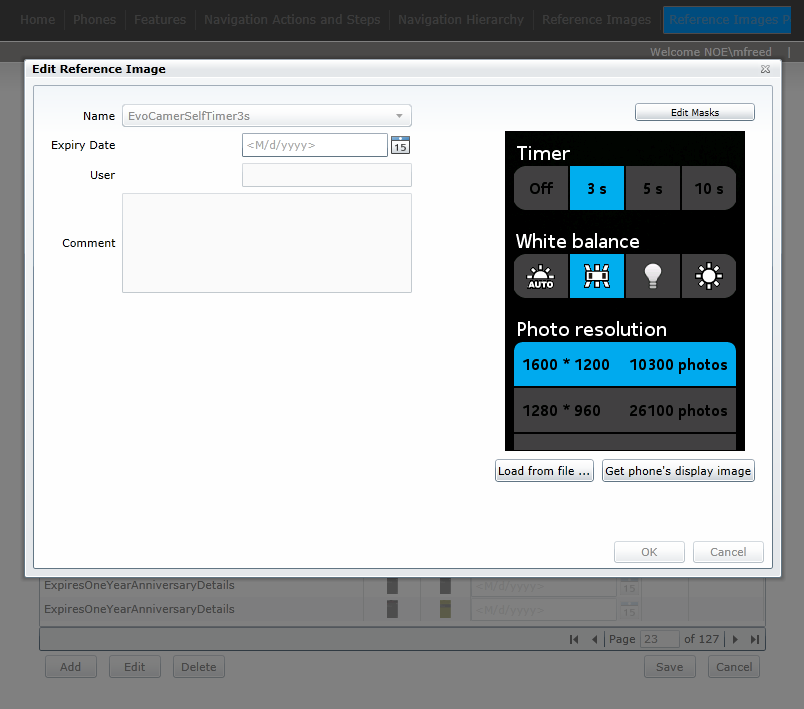 Home Phones Features Navigation Actions and Steps Navigation Hierarchy Reference Images Reference Images P
Welcome NOE\mfreed |
Edit Reference Image
Name EvoCamerSelfTimer3s
Edit Masks
Expiry Date <M/d/yyyy> 15
User
Comment
Timer
Off 3 s 5 s 10 s
White balance
AUTO
Photo resolution
1600 * 1200 10300 photos
1280 * 960 26100 photos
Load from file ... Get phone's display image
OK Cancel
ExpiresOneYearAnniversaryDetails <M/d/yyyy> 15
ExpiresOneYearAnniversaryDetails <M/d/yyyy> 15
Page 23 of 127
Add Edit Delete Save Cancel